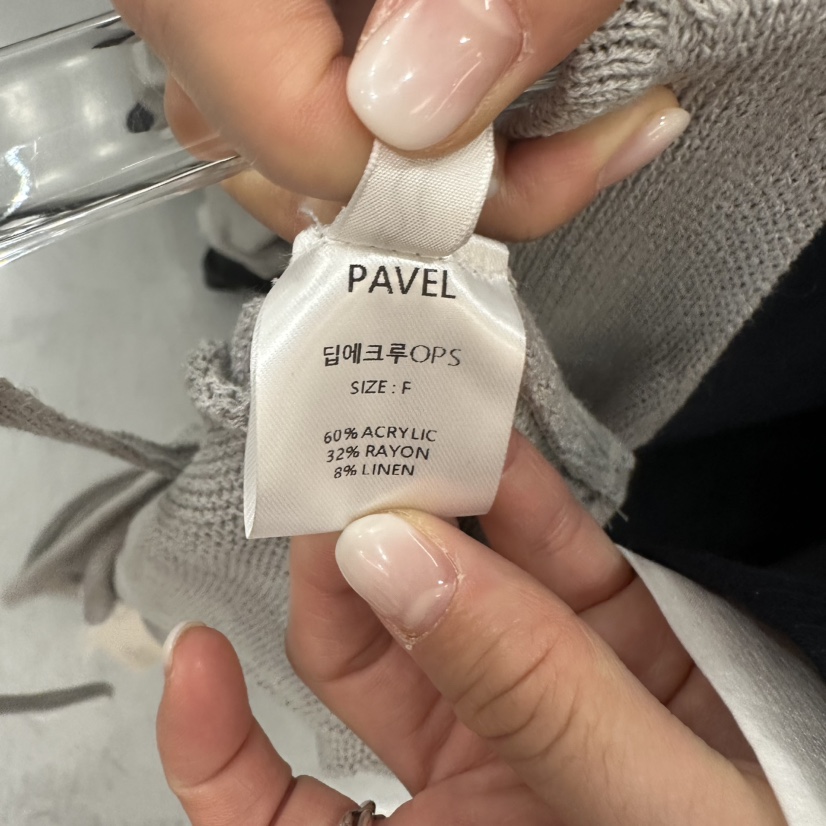 PAVEL
딥에크루OPS
SIZE : F
60% ACRYLIC
32% RAYON
8% LINEN